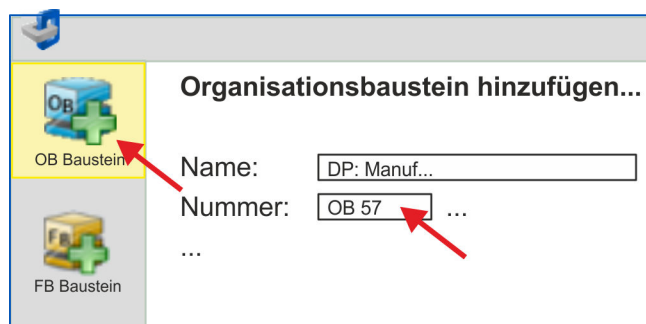 Organisationsbaustein hinzufügen...
OB
OB Baustein
Name: DP: Manuf...
Nummer: OB 57 ...
...
FB
FB Baustein